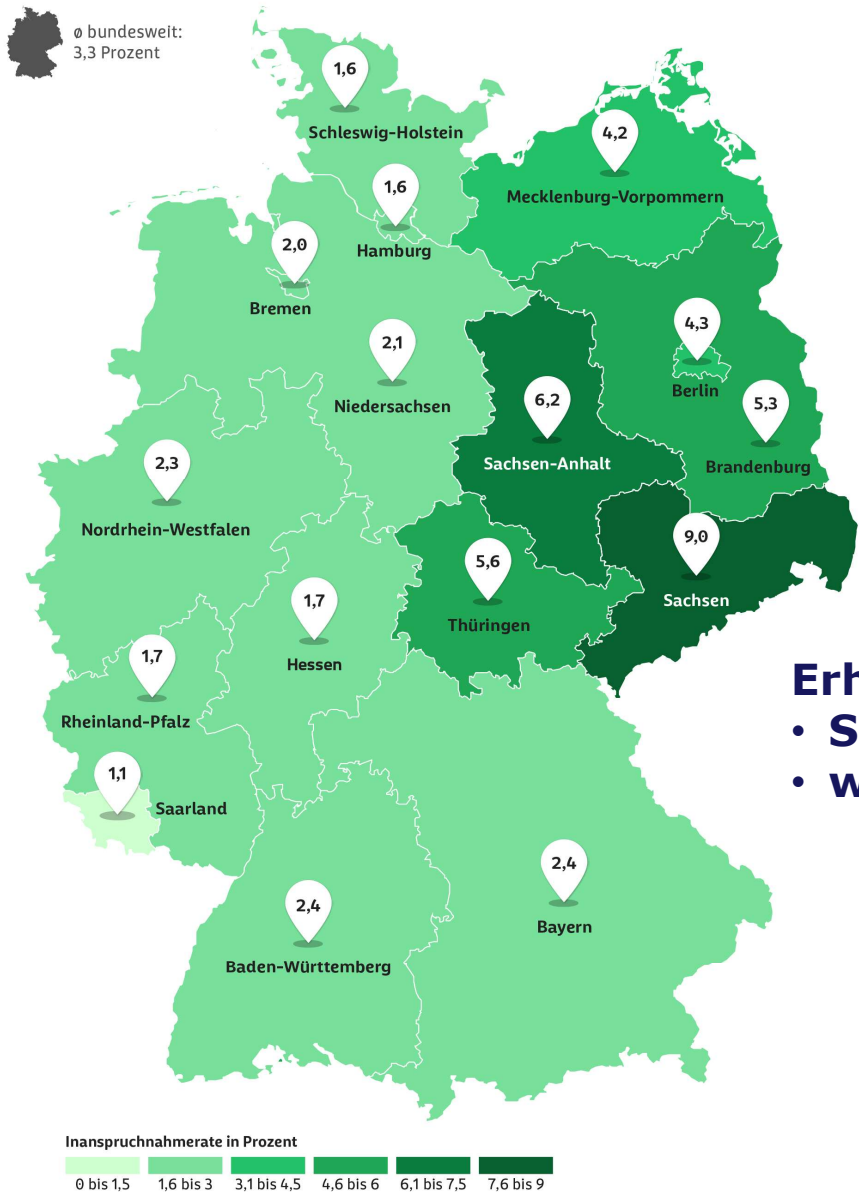 ø bundesweit:
3,3 Prozent
1,6
Schleswig-Holstein
4,2
Mecklenburg-Vorpommern
1,6
Hamburg
2,0
Bremen
4,3
Berlin
2,1
Niedersachsen
6,2
Sachsen-Anhalt
5,3
Brandenburg
2,3
Nordrhein-Westfalen
9,0
Sachsen
5,6
Thüringen
1,7
Hessen
1,7
Rheinland-Pfalz
Erh
• S
• w
1,1
Saarland
2,4
Bayern
2,4
Baden-Württemberg
Inanspruchnahmerate in Prozent
0 bis 1,5 1,6 bis 3 3,1 bis 4,5 4,6 bis 6 6,1 bis 7,5 7,6 bis 9